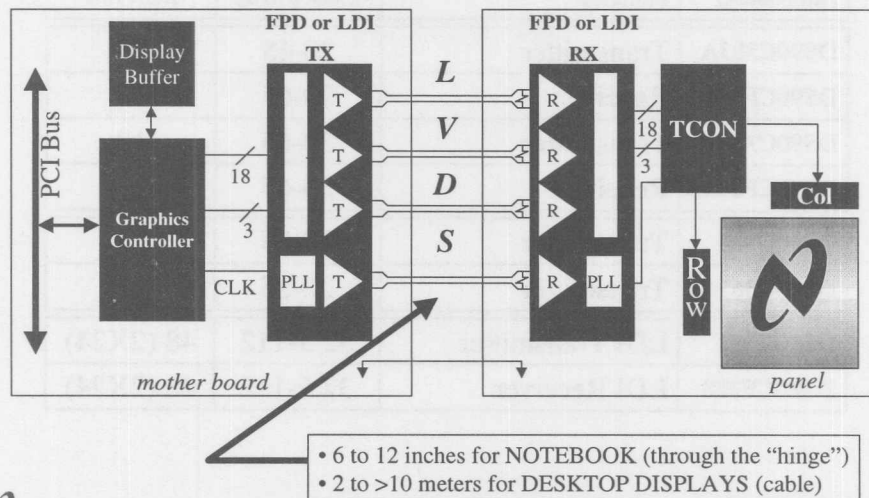 FPD or LDI
TX
FPD or LDI
RX
Display
Buffer
PCI Bus
Graphics
Controller
18
3
CLK
T
T
T
T
PLL
L
V
D
S
R
R
R
R
PLL
18
3
TCON
Col
Row
mother board
panel
• 6 to 12 inches for NOTEBOOK (through the “hinge”)
• 2 to >10 meters for DESKTOP DISPLAYS (cable)